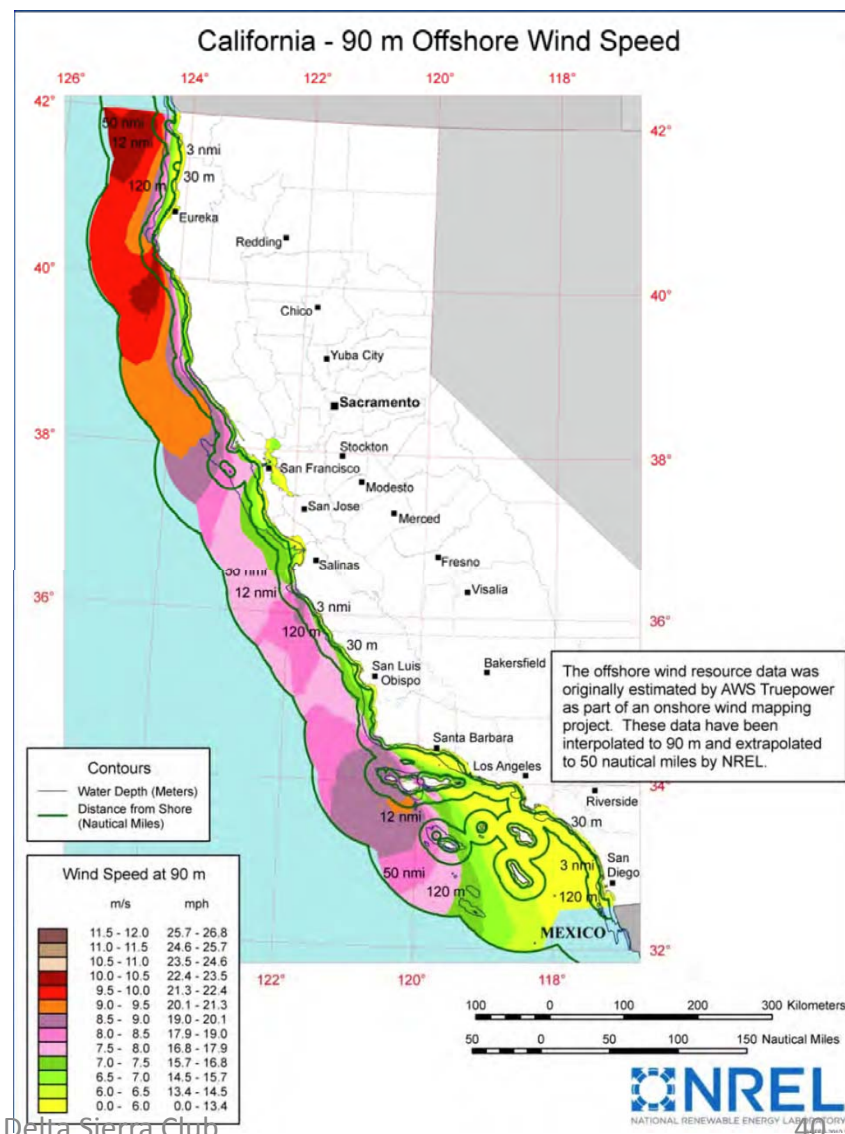 California - 90 m Offshore Wind Speed
126°
124°
122°
120°
118°
42°
42°
50 nmi
12 nmi
3 nmi
120 m
30 m
Eureka
Redding
40°
40°
Chico
Yuba City
Sacramento
38°
38°
Stockton
San Francisco
Modesto
San Jose
Merced
Salinas
Fresno
Visalia
50 nmi
12 nmi
36°
36°
3 nmi
120 m
30 m
San Luis
Obispo
Bakersfield
The offshore wind resource data was
originally estimated by AWS Truepower
as part of an onshore wind mapping
project. These data have been
interpolated to 90 m and extrapolated
to 50 nautical miles by NREL.
Santa Barbara
Los Angeles
34°
34°
Riverside
12 nmi
30 m
3 nmi
San
Diego
50 nmi
120 m
120 m
MEXICO
32°
122°
120°
118°
Contours
Water Depth (Meters)
Distance from Shore
(Nautical Miles)
Wind Speed at 90 m
m/s mph
11.5 - 12.0 25.7 - 26.8
11.0 - 11.5 24.6 - 25.7
10.5 - 11.0 23.5 - 24.6
10.0 - 10.5 22.4 - 23.5
9.5 - 10.0 21.3 - 22.4
9.0 - 9.5 20.1 - 21.3
8.5 - 9.0 19.0 - 20.1
8.0 - 8.5 17.9 - 19.0
7.5 - 8.0 16.8 - 17.9
7.0 - 7.5 15.7 - 16.8
6.5 - 7.0 14.5 - 15.7
6.0 - 6.5 13.4 - 14.5
0.0 - 6.0 0.0 - 13.4
100 0 100 200 300 Kilometers
50 0 50 100 150 Nautical Miles
NREL
NATIONAL RENEWABLE ENERGY LABORATORY
Delta Sierra Club
40